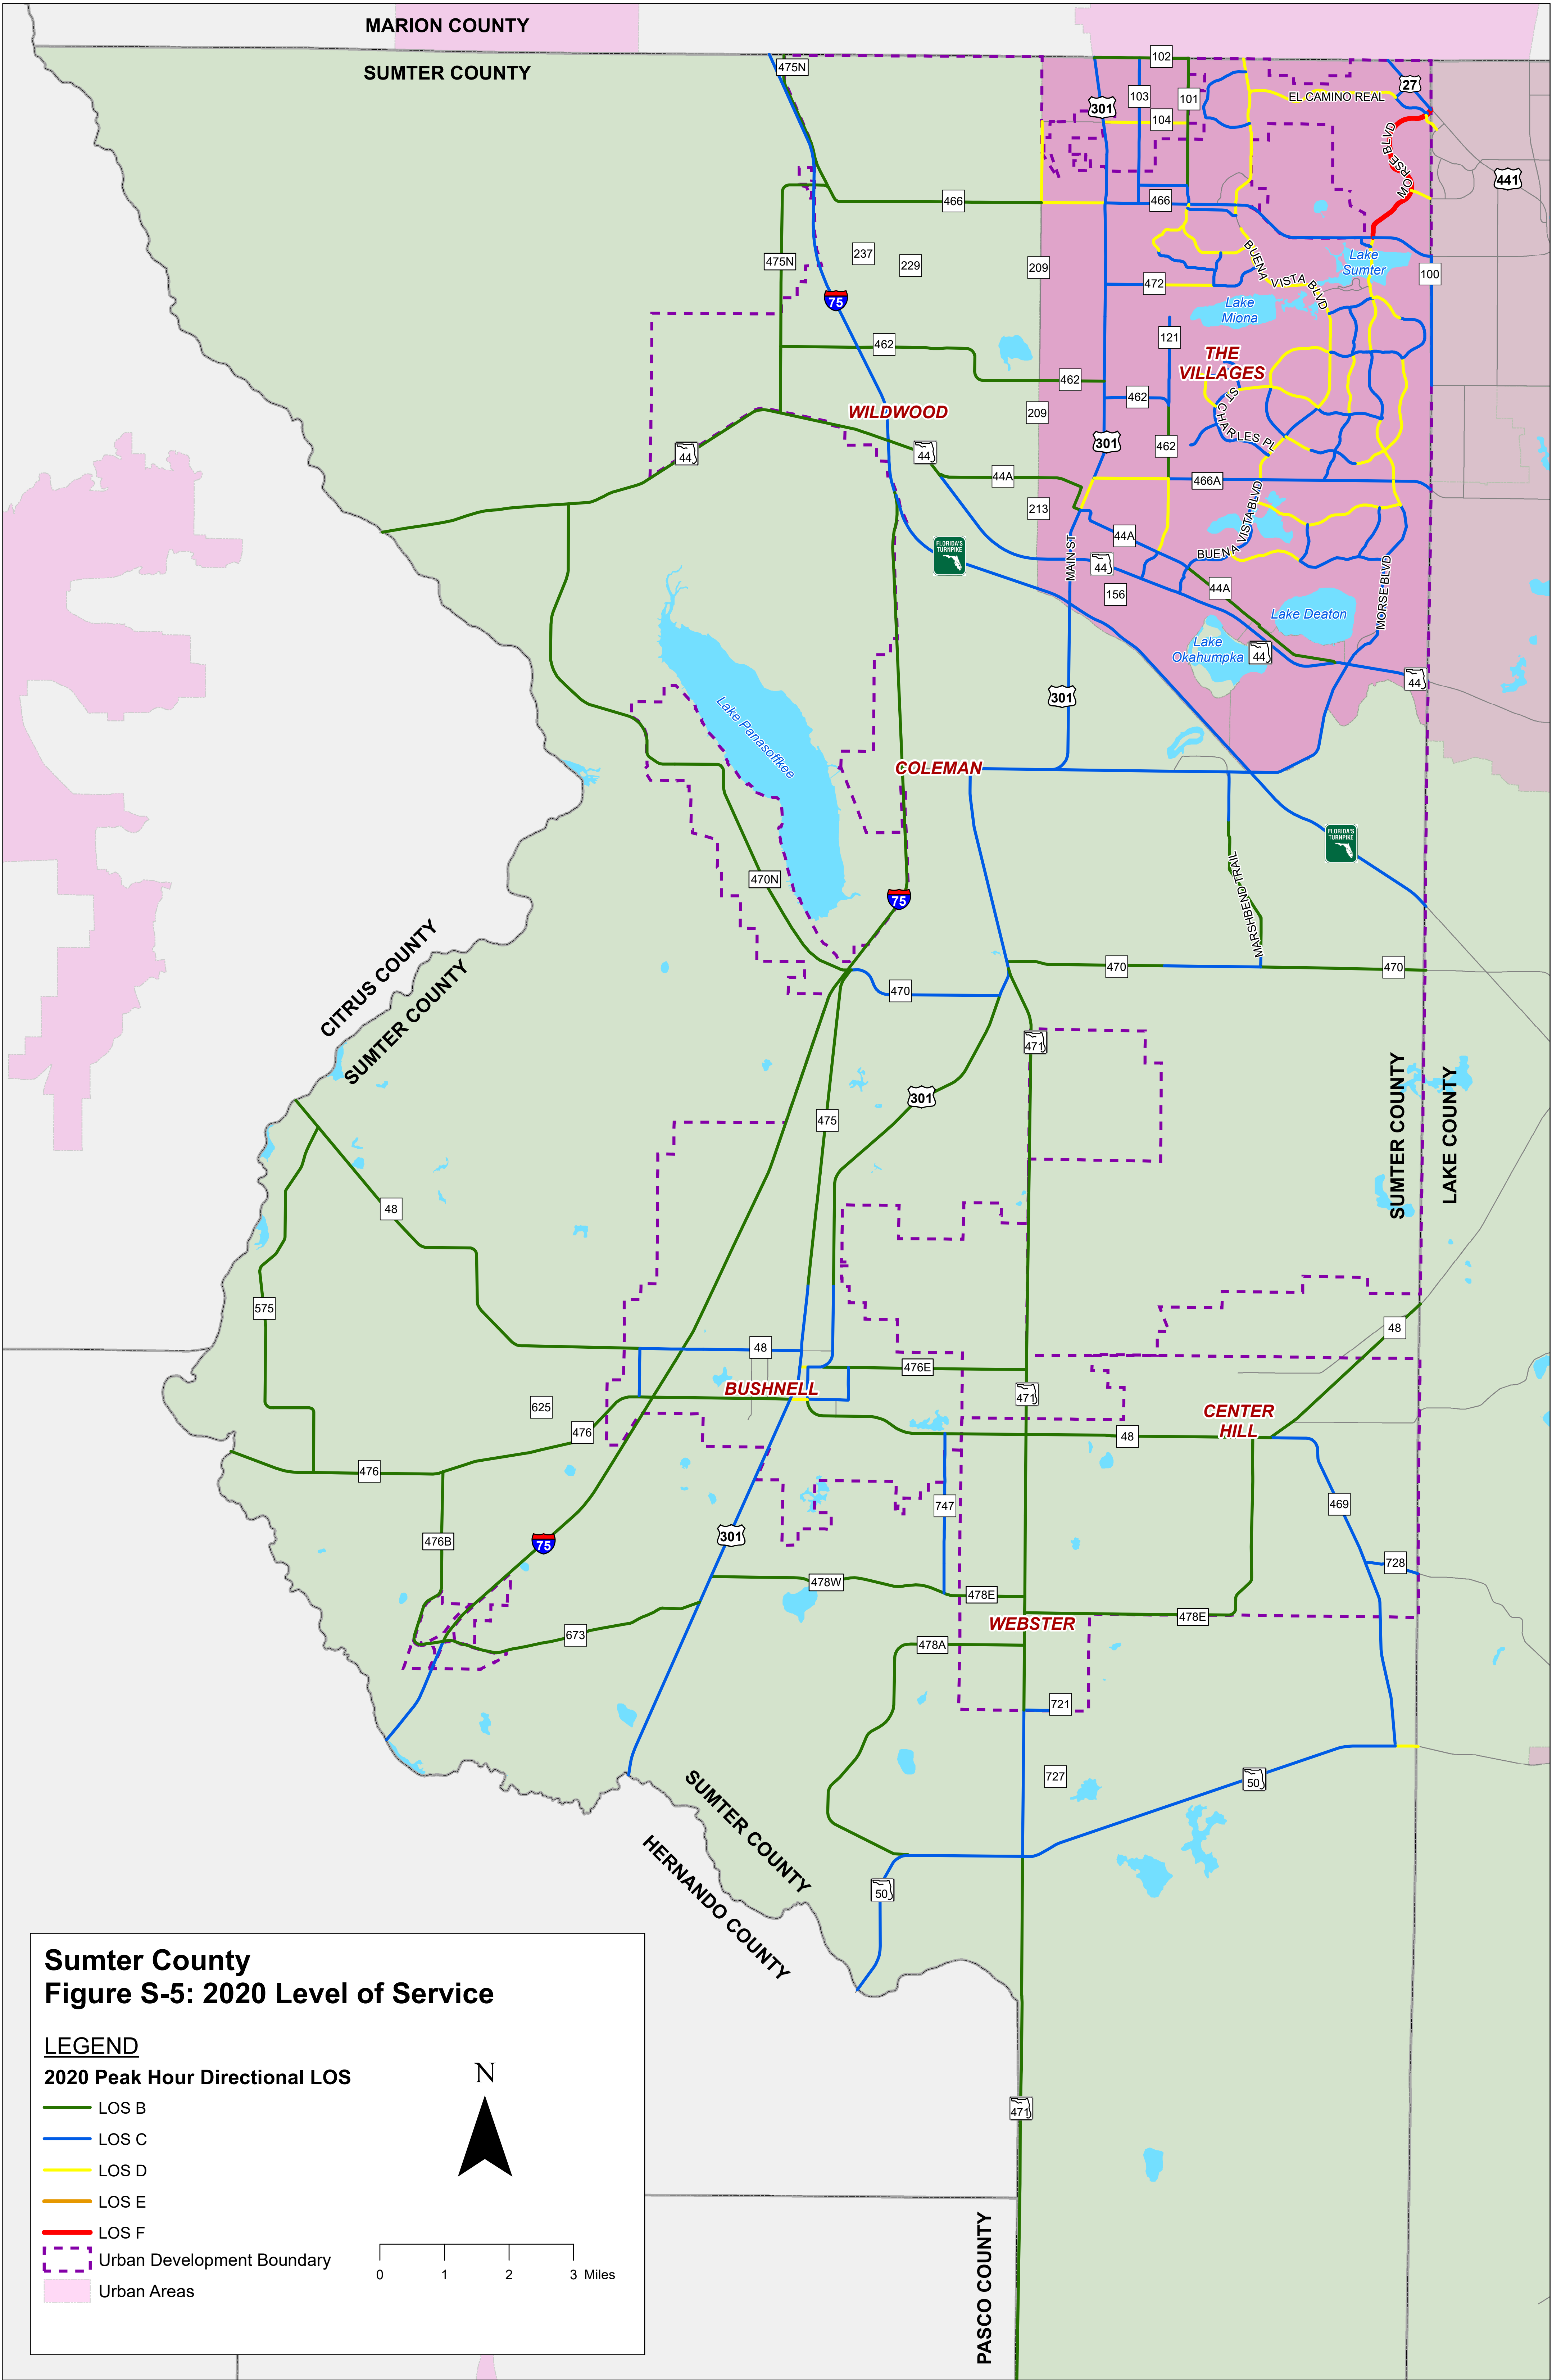 MARION COUNTY
SUMTER COUNTY
475N
102
27
103
101
301
EL CAMINO REAL
104
MORSE BLVD
441
466
466
475N
237
229
209
BUENA VISTA BLVD
Lake
Sumter
100
472
75
Lake
Miona
121
462
THE
VILLAGES
462
462
WILDWOOD
209
ST. CHARLES PL
301
462
44
44
44A
466A
213
BUENA VISTA BLVD
44A
FLORIDA'S
TURNPIKE
MAIN ST
44
156
44A
MORSE BLVD
Lake Deaton
Lake
Okahumpka
44
44
301
Lake Panasoffkee
COLEMAN
FLORIDA'S
TURNPIKE
470N
75
MARSHBEND TRAIL
470
470
470
CITRUS COUNTY
SUMTER COUNTY
471
301
475
SUMTER COUNTY
LAKE COUNTY
48
575
48
48
476E
BUSHNELL
471
625
CENTER
HILL
476
48
476
747
469
476B
75
301
728
478W
478E
478E
WEBSTER
673
478A
721
727
50
SUMTER COUNTY
HERNANDO COUNTY
50
471
PASCO COUNTY
Sumter County
Figure S-5: 2020 Level of Service
LEGEND
2020 Peak Hour Directional LOS
LOS B
LOS C
LOS D
LOS E
LOS F
Urban Development Boundary
Urban Areas
N
0 1 2 3 Miles